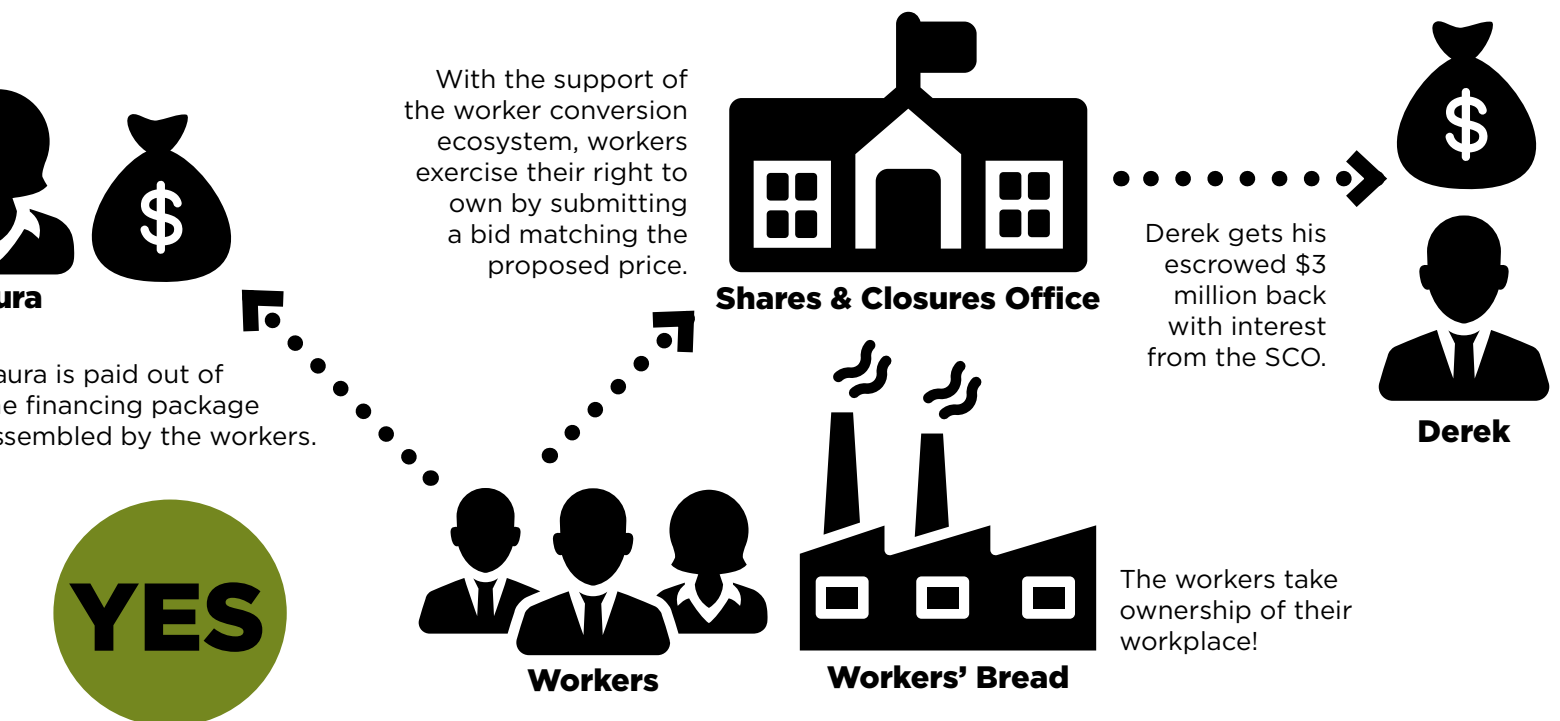 With the support of
the worker conversion
ecosystem, workers
exercise their right to
own by submitting
a bid matching the
proposed price.
$
$
ura
Shares & Closures Office
Derek gets his
escrowed $3
million back
with interest
from the SCO.
Derek
aura is paid out of
e financing package
ssembled by the workers.
YES
Workers
Workers’ Bread
The workers take
ownership of their
workplace!